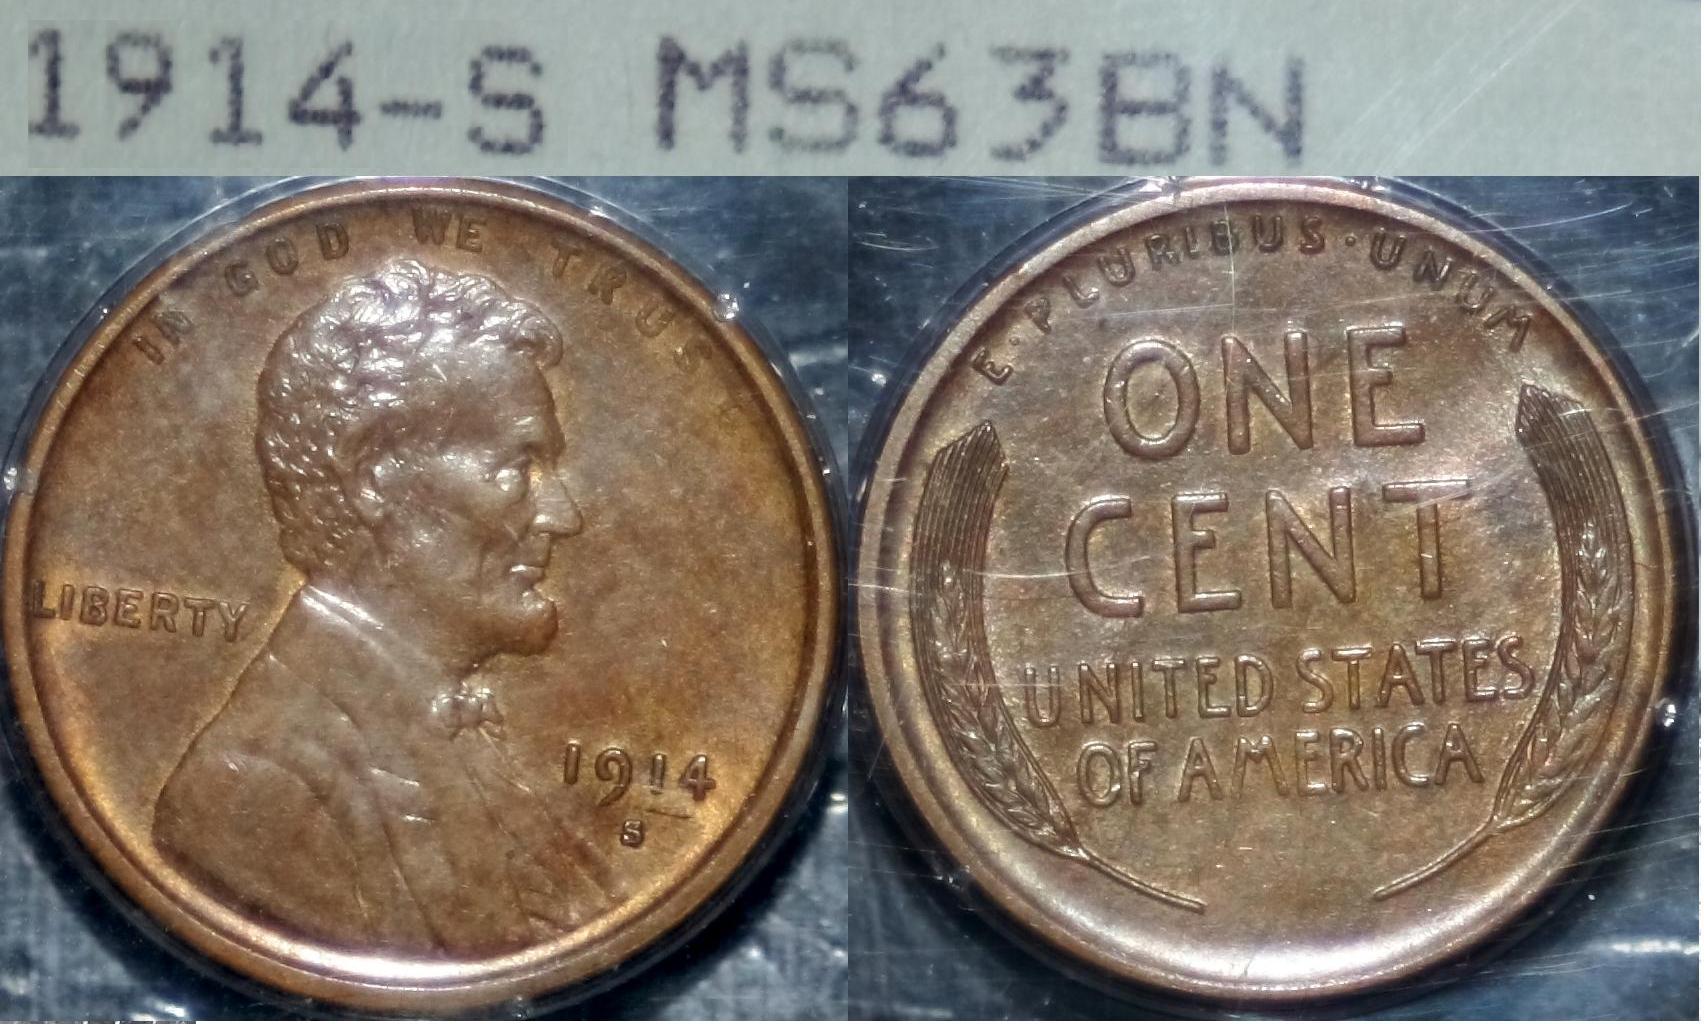 1914-S MS63BN
IN GOD WE TRUST
LIBERTY
1914
S
E·PLURIBUS·UNUM
ONE
CENT
UNITED STATES
OF AMERICA